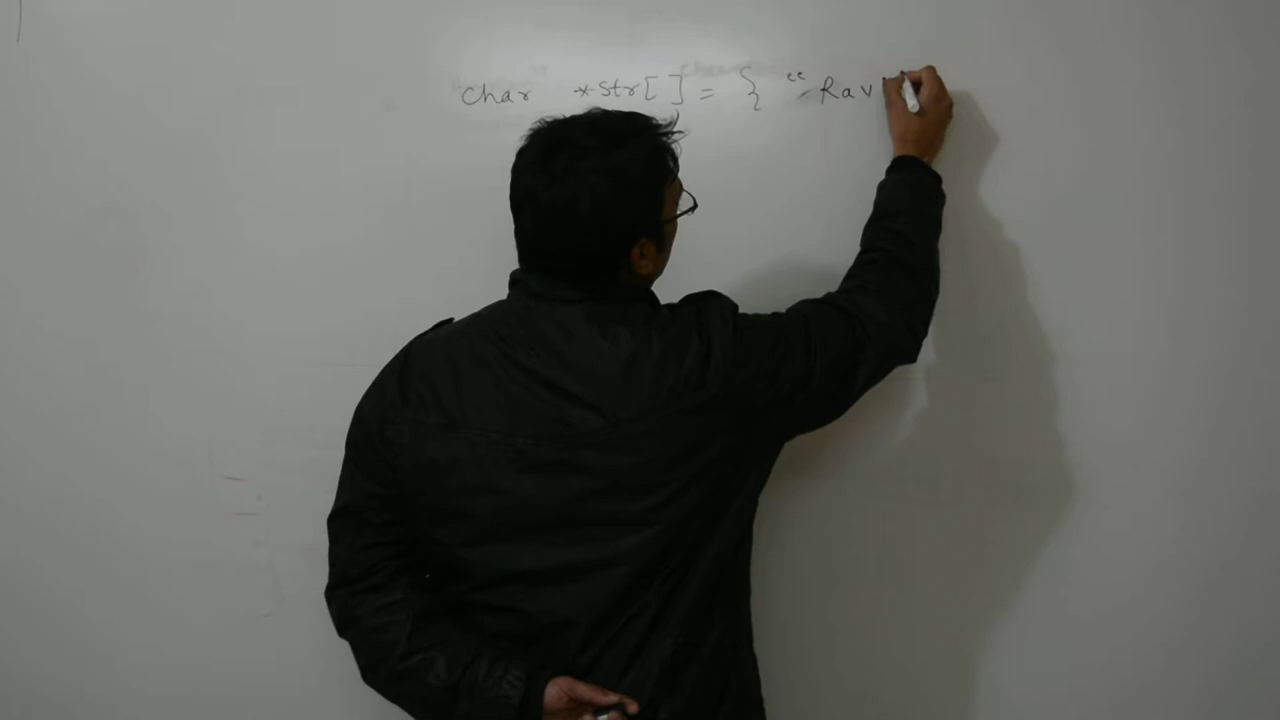 char *str[ ] = { "Rav